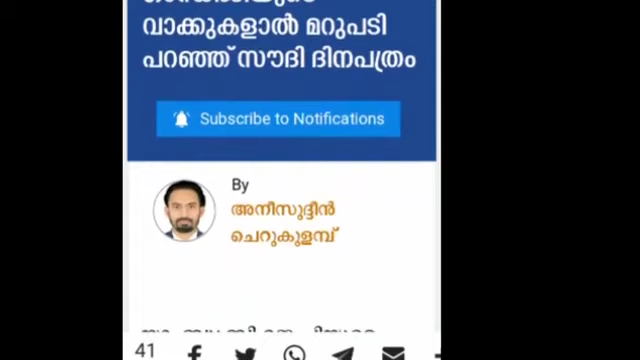 വാക്കുകളാൽ മറുപടി
പറഞ്ഞ് സൗദി ദിനപത്രം
Subscribe to Notifications
By
അനീസുദ്ദീൻ
ചെറുകുളമ്പ്
41